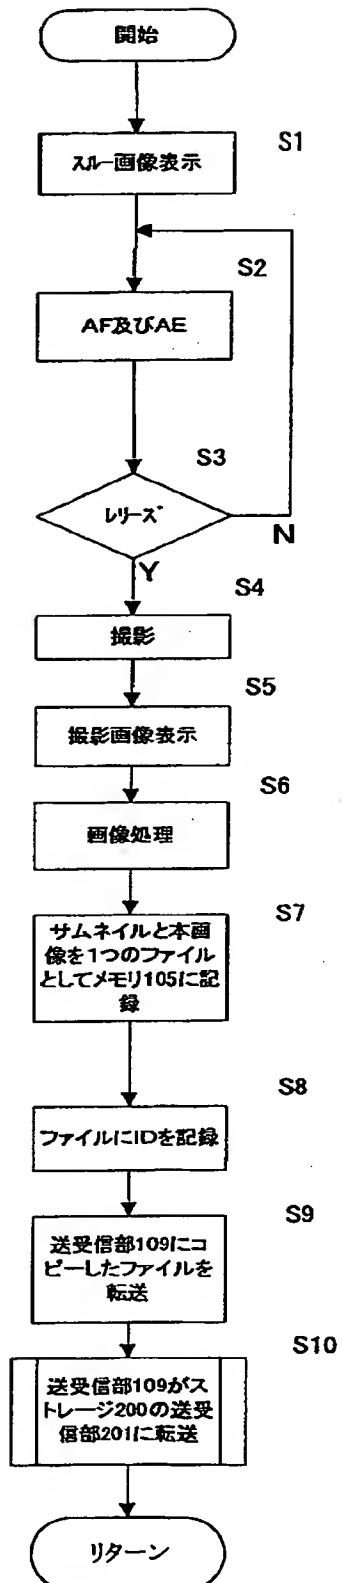 開始
S1
スルー画像表示
S2
AF及びAE
S3
レリーズ
N
Y
S4
撮影
S5
撮影画像表示
S6
画像処理
S7
サムネイルと本画
像を1つのファイル
としてメモリ105に記
録
S8
ファイルにIDを記録
S9
送受信部109にコ
ピーしたファイルを
転送
S10
送受信部109がス
トレージ200の送受
信部201に転送
リターン